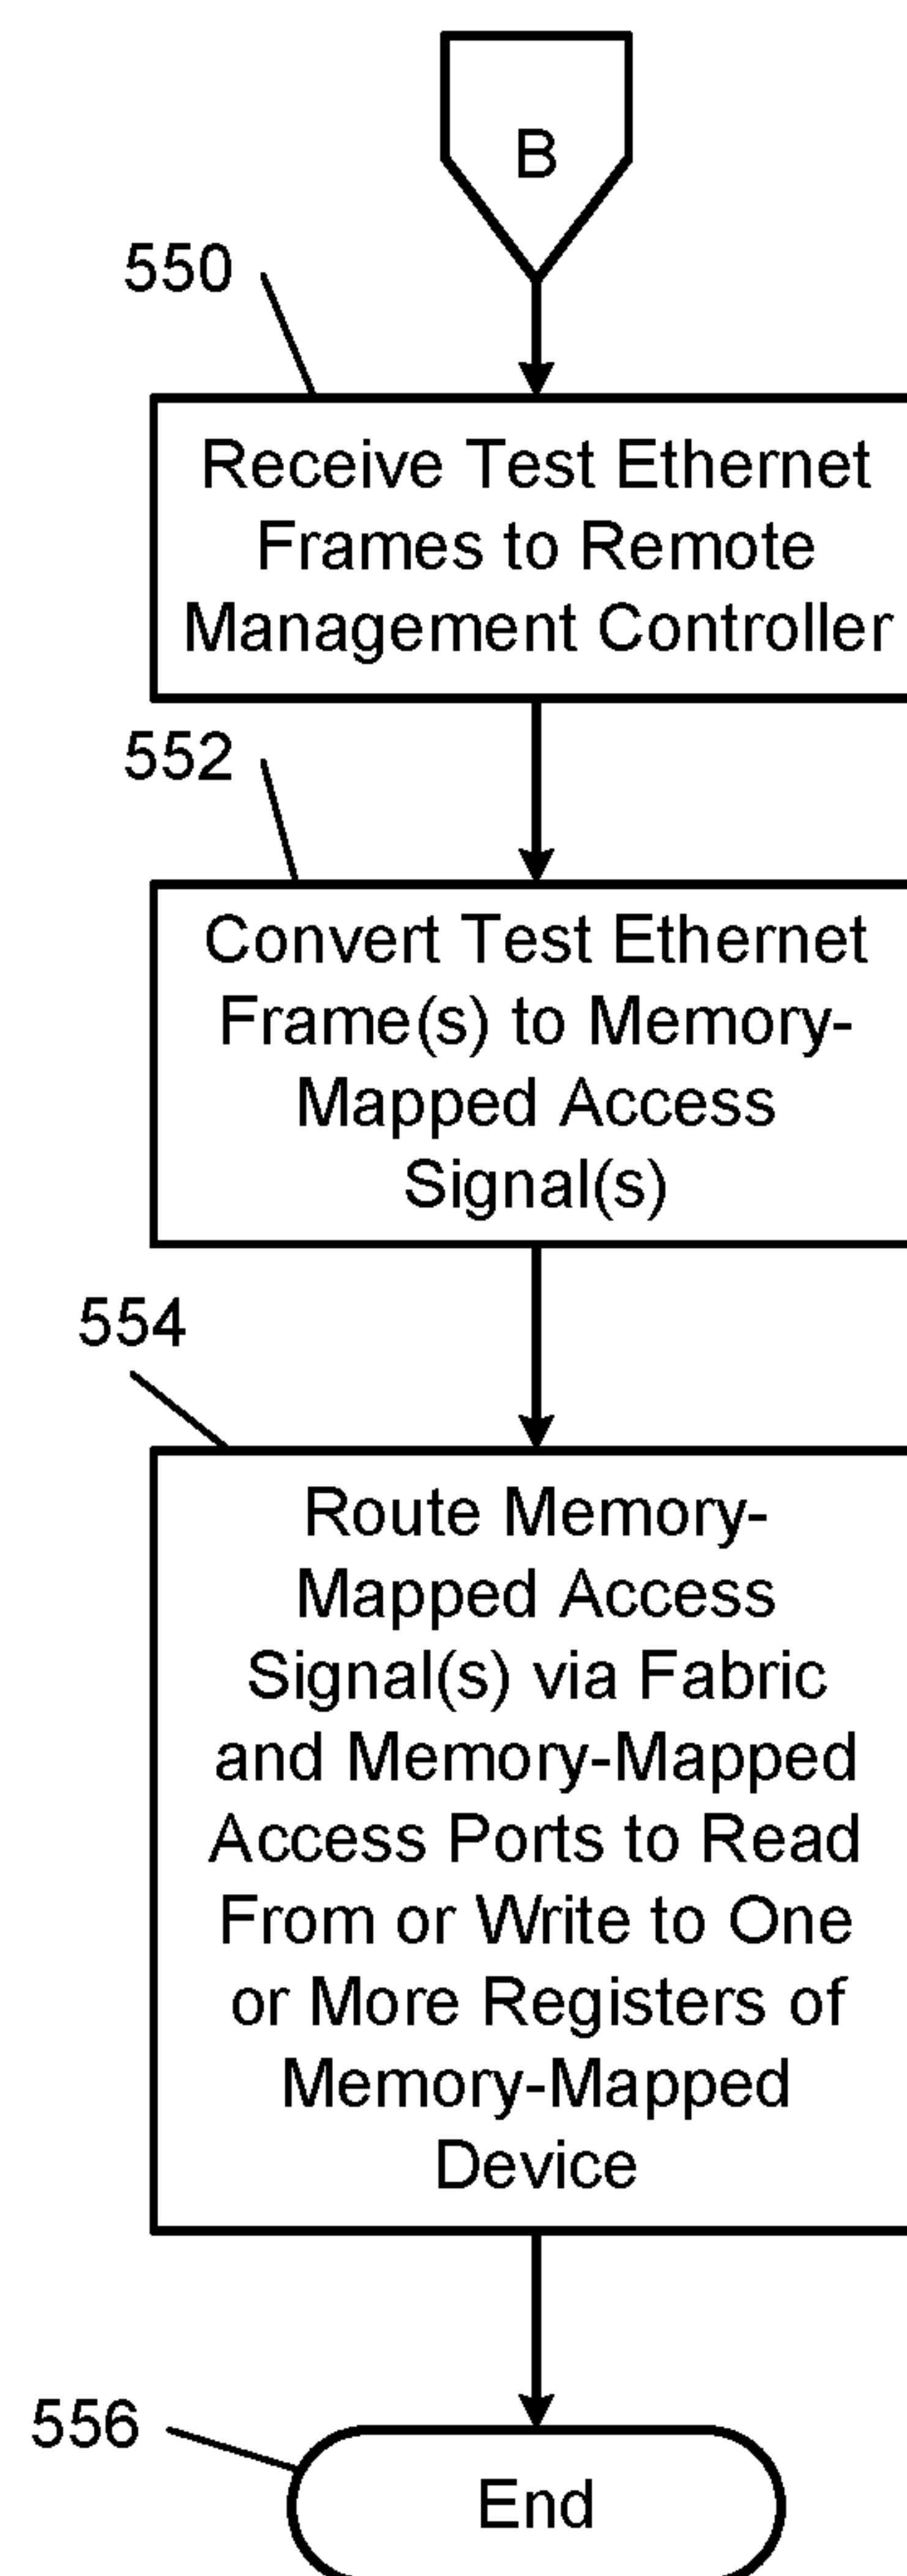 B
550
Receive Test Ethernet
Frames to Remote
Management Controller
552
Convert Test Ethernet
Frame(s) to Memory-
Mapped Access
Signal(s)
554
Route Memory-
Mapped Access
Signal(s) via Fabric
and Memory-Mapped
Access Ports to Read
From or Write to One
or More Registers of
Memory-Mapped
Device
556
End